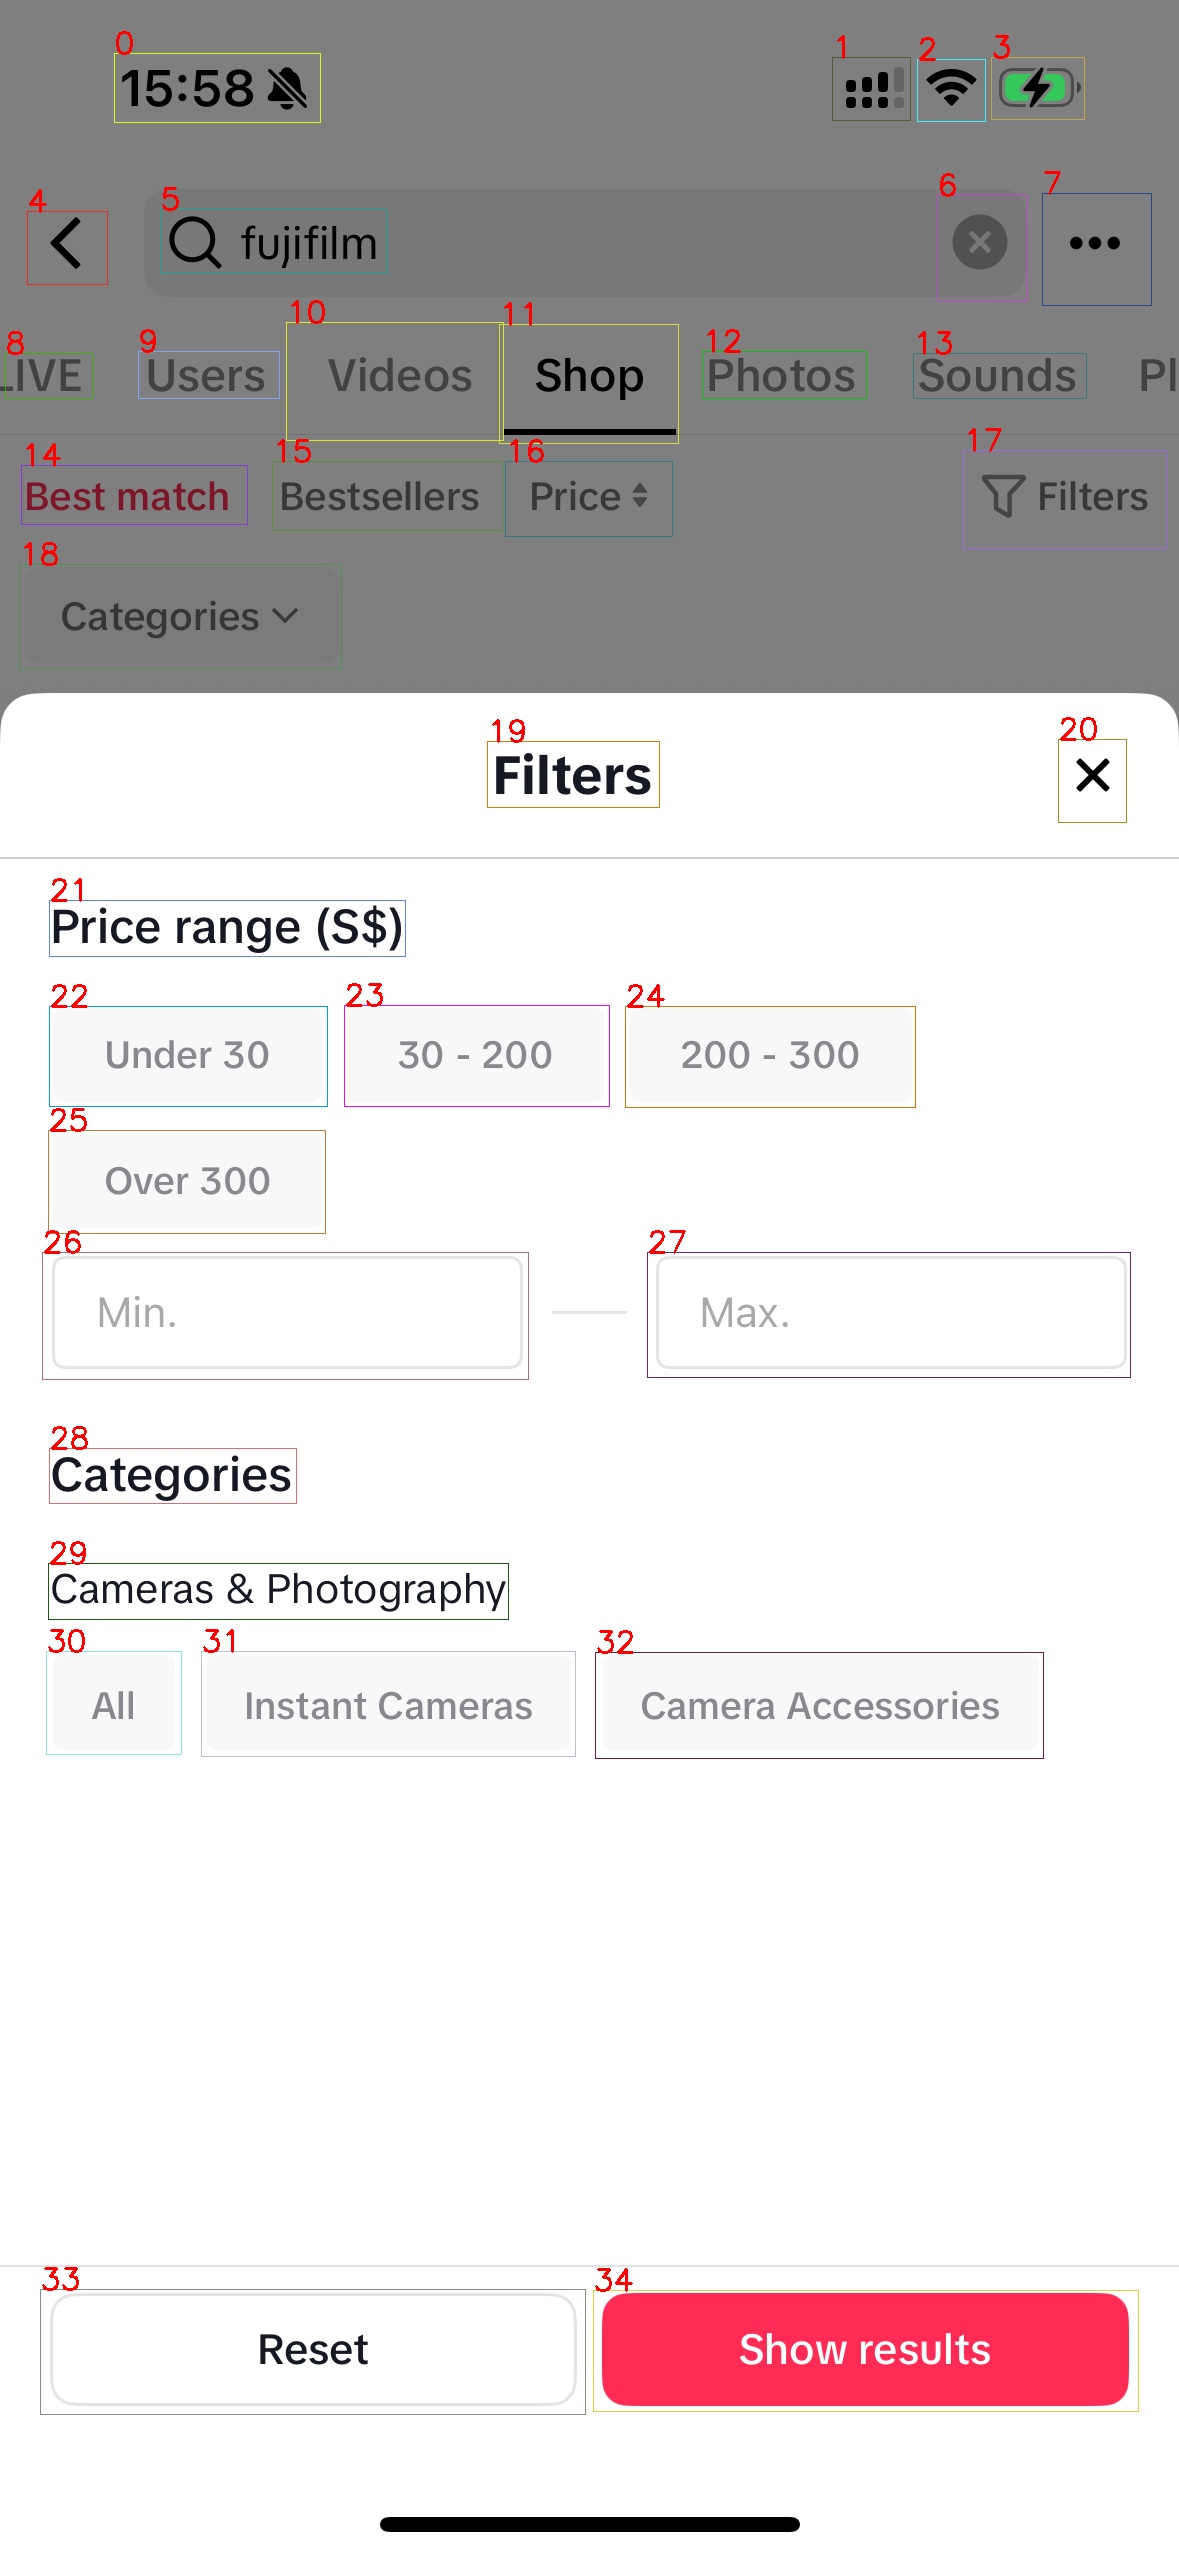 0
15:58
1
2
3
4
5
fujifilm
6
7
8
LIVE
9
Users
10
Videos
11
Shop
12
Photos
13
Sounds
Pl
14
Best match
15
Bestsellers
16
Price
17
Filters
18
Categories
19
Filters
20
21
Price range (S$)
22
Under 30
23
30 - 200
24
200 - 300
25
Over 300
26
Min.
27
Max.
28
Categories
29
Cameras & Photography
30
All
31
Instant Cameras
32
Camera Accessories
33
Reset
34
Show results